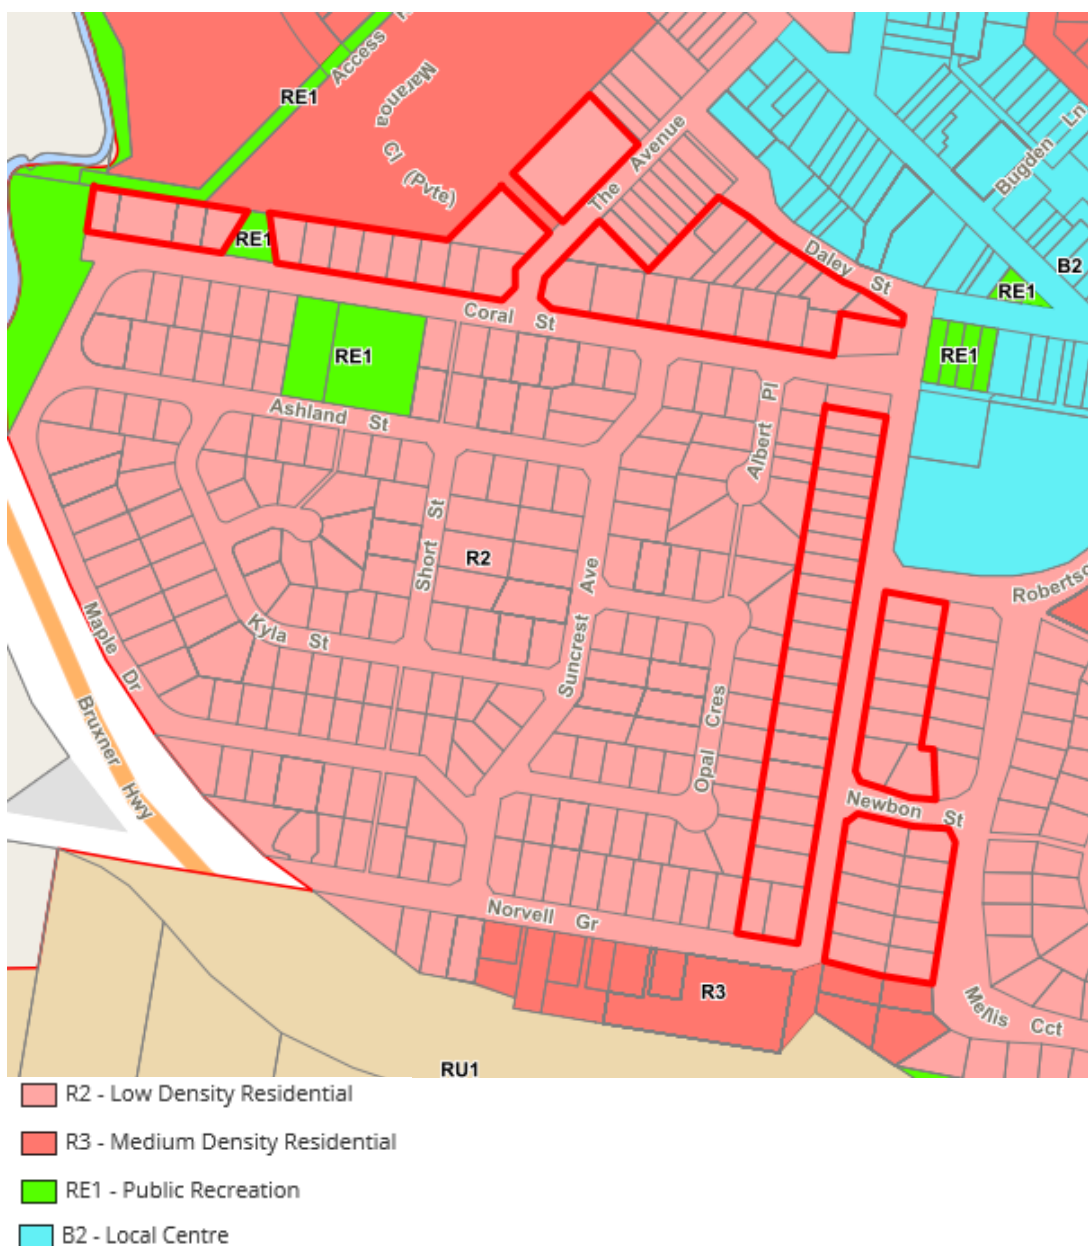 Access
RE1
Maranoa Cl (Pvte)
The Avenue
Bugden Ln
RE1
Daley St
B2
RE1
Coral St
RE1
RE1
Albert Pl
Ashland St
Short St
R2
Suncrest Ave
Kyla St
Maple Dr
Opal Cres
Bruxner Hwy
Newbon St
Norvell Gr
R3
Mellis Cct
RU1
R2 - Low Density Residential
R3 - Medium Density Residential
RE1 - Public Recreation
B2 - Local Centre